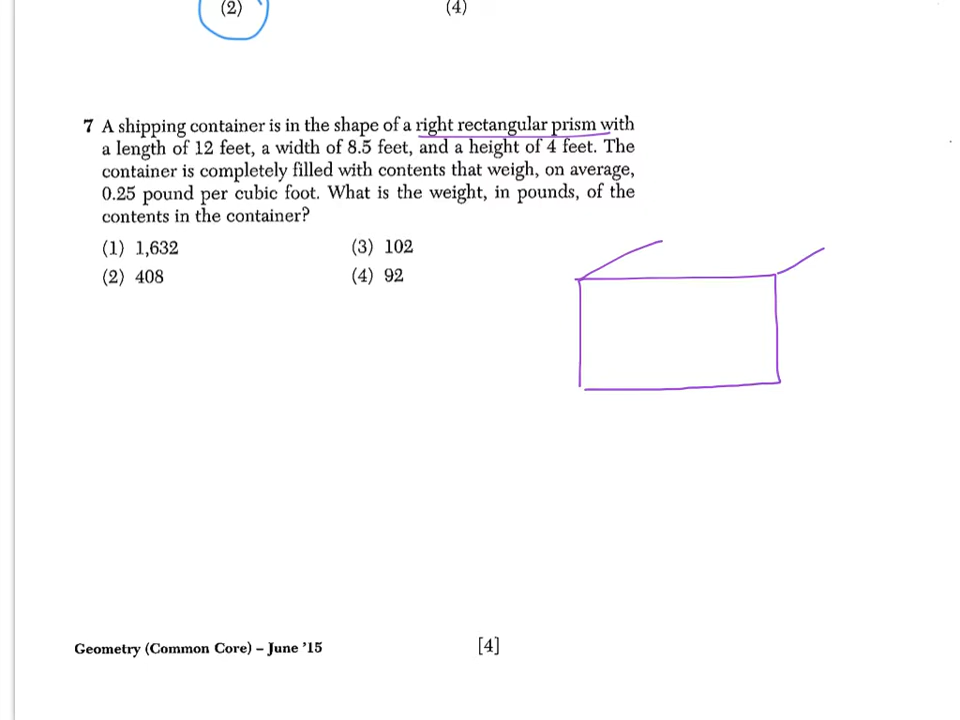 (2) (4)
7 A shipping container is in the shape of a right rectangular prism with
a length of 12 feet, a width of 8.5 feet, and a height of 4 feet. The
container is completely filled with contents that weigh, on average,
0.25 pound per cubic foot. What is the weight, in pounds, of the
contents in the container?
(1) 1,632 (3) 102
(2) 408 (4) 92
Geometry (Common Core) – June ’15 [4]